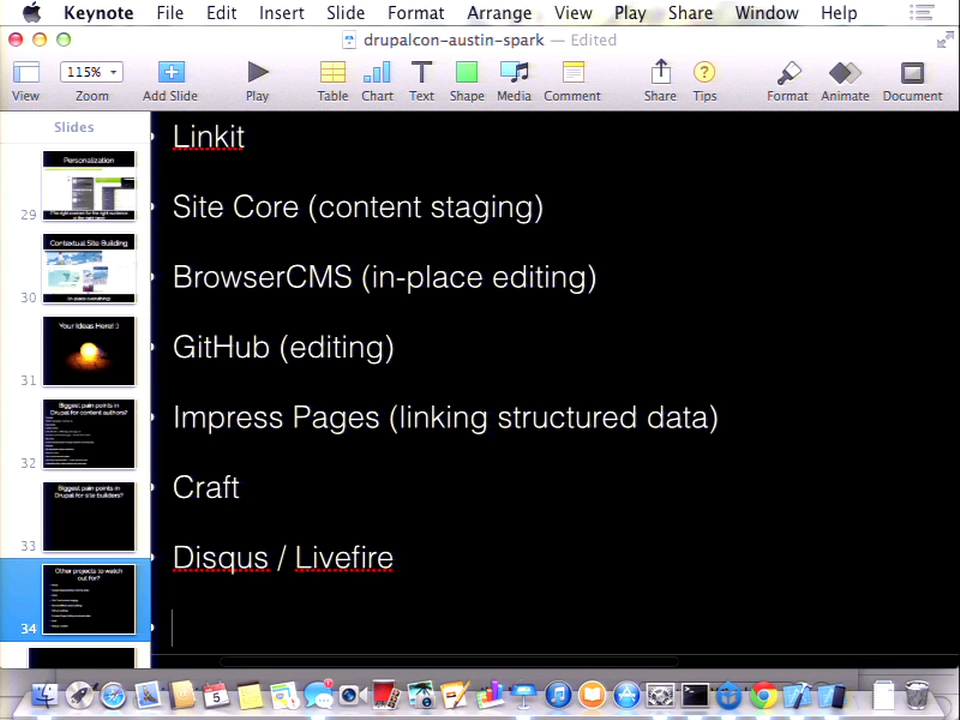 Keynote File Edit Insert Slide Format Arrange View Play Share Window Help
drupalcon-austin-spark — Edited
115%
View Zoom Add Slide Play Table Chart Text Shape Media Comment Share Tips Format Animate Document
Slides
Personalization
29
Contextual Site Building
(in-place everything)
30
Your Ideas Here! :)
31
Biggest pain points in
Drupal for content authors?
32
Biggest pain points in
Drupal for site builders?
33
Other projects to watch
out for?
34
Linkit
Site Core (content staging)
BrowserCMS (in-place editing)
GitHub (editing)
Impress Pages (linking structured data)
Craft
Disqus / Livefire
5